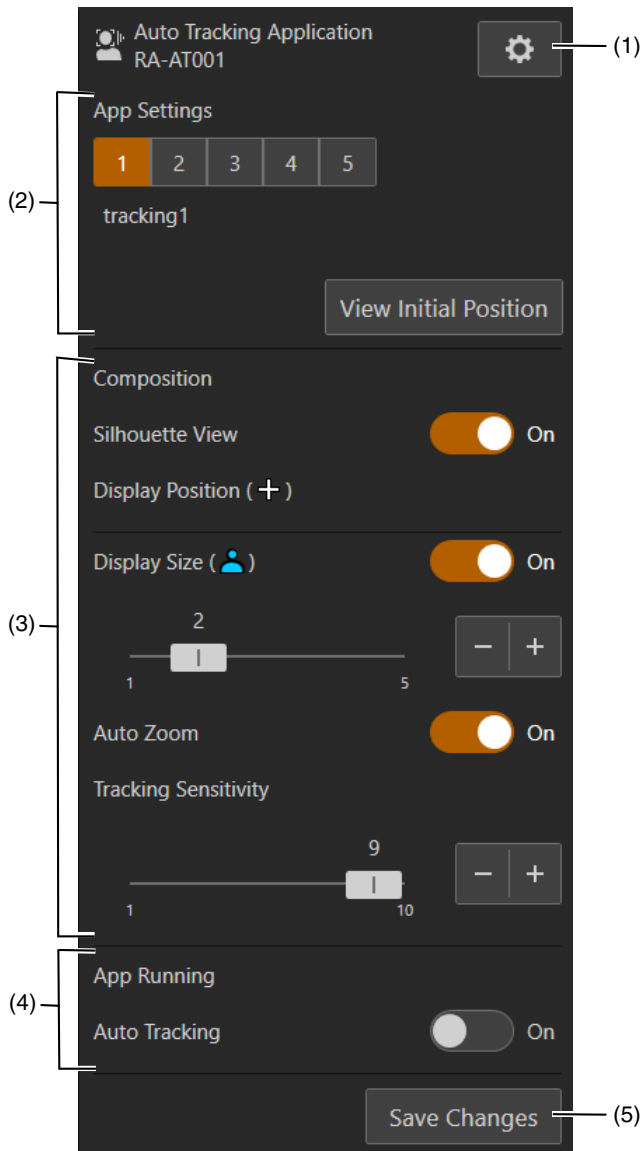 Auto Tracking Application
RA-AT001
(1)
App Settings
1 2 3 4 5
(2)
tracking1
View Initial Position
Composition
Silhouette View On
Display Position ( + )
Display Size ( ) On
(3)
2
− +
1 5
Auto Zoom On
Tracking Sensitivity
9
− +
1 10
App Running
(4)
Auto Tracking On
Save Changes (5)